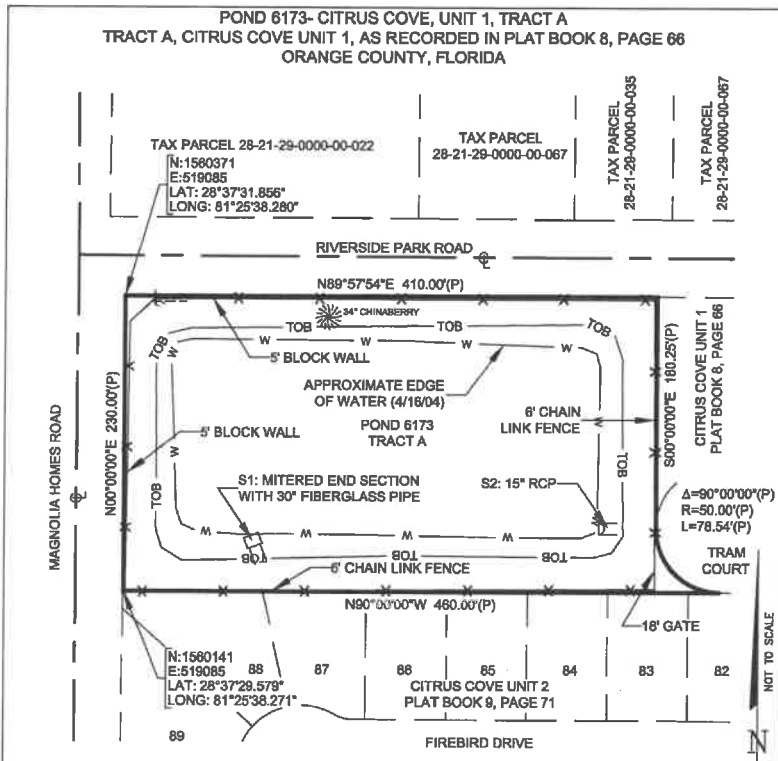 POND 6173- CITRUS COVE, UNIT 1, TRACT A
TRACT A, CITRUS COVE UNIT 1, AS RECORDED IN PLAT BOOK 8, PAGE 66
ORANGE COUNTY, FLORIDA
TAX PARCEL 28-21-29-0000-00-022
TAX PARCEL
28-21-29-0000-00-067
TAX PARCEL
28-21-29-0000-00-035
TAX PARCEL
28-21-29-0000-00-067
N:1560371
E:519085
LAT: 28°37'31.856"
LONG: 81°25'38.280"
RIVERSIDE PARK ROAD
N89°57'54"E 410.00'(P)
34" CHINABERRY
TOB
TOB
TOB
TOB
W
W
W
W
W
5' BLOCK WALL
APPROXIMATE EDGE
OF WATER (4/16/04)
POND 6173
TRACT A
6' CHAIN
LINK FENCE
S00°00'00"E 180.25'(P)
CITRUS COVE UNIT 1
PLAT BOOK 8, PAGE 66
MAGNOLIA HOMES ROAD
N00°00'00"E 230.00'(P)
5' BLOCK WALL
W
TOB
S1: MITERED END SECTION
WITH 30" FIBERGLASS PIPE
S2: 15" RCP
W
TOB
Δ=90°00'00"(P)
R=50.00'(P)
L=78.54'(P)
W
W
W
W
TOB
TOB
TOB
TRAM
COURT
6' CHAIN LINK FENCE
N90°00'00"W 460.00'(P)
18' GATE
N:1560141
E:519085
LAT: 28°37'29.579"
LONG: 81°25'38.271"
88
87
86
85
84
83
82
CITRUS COVE UNIT 2
PLAT BOOK 9, PAGE 71
89
FIREBIRD DRIVE
NOT TO SCALE
N